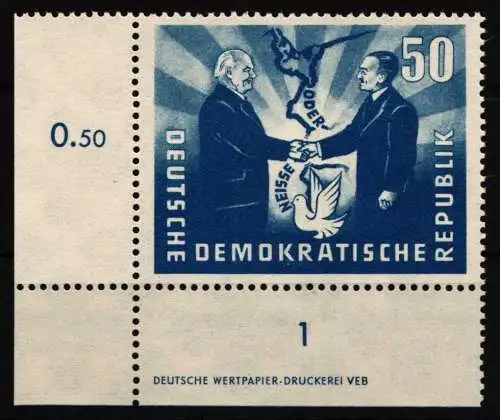 50
ODER
NEISSE
DEUTSCHE
DEMOKRATISCHE
REPUBLIK
0.50
1
DEUTSCHE WERTPAPIER-DRUCKEREI VEB